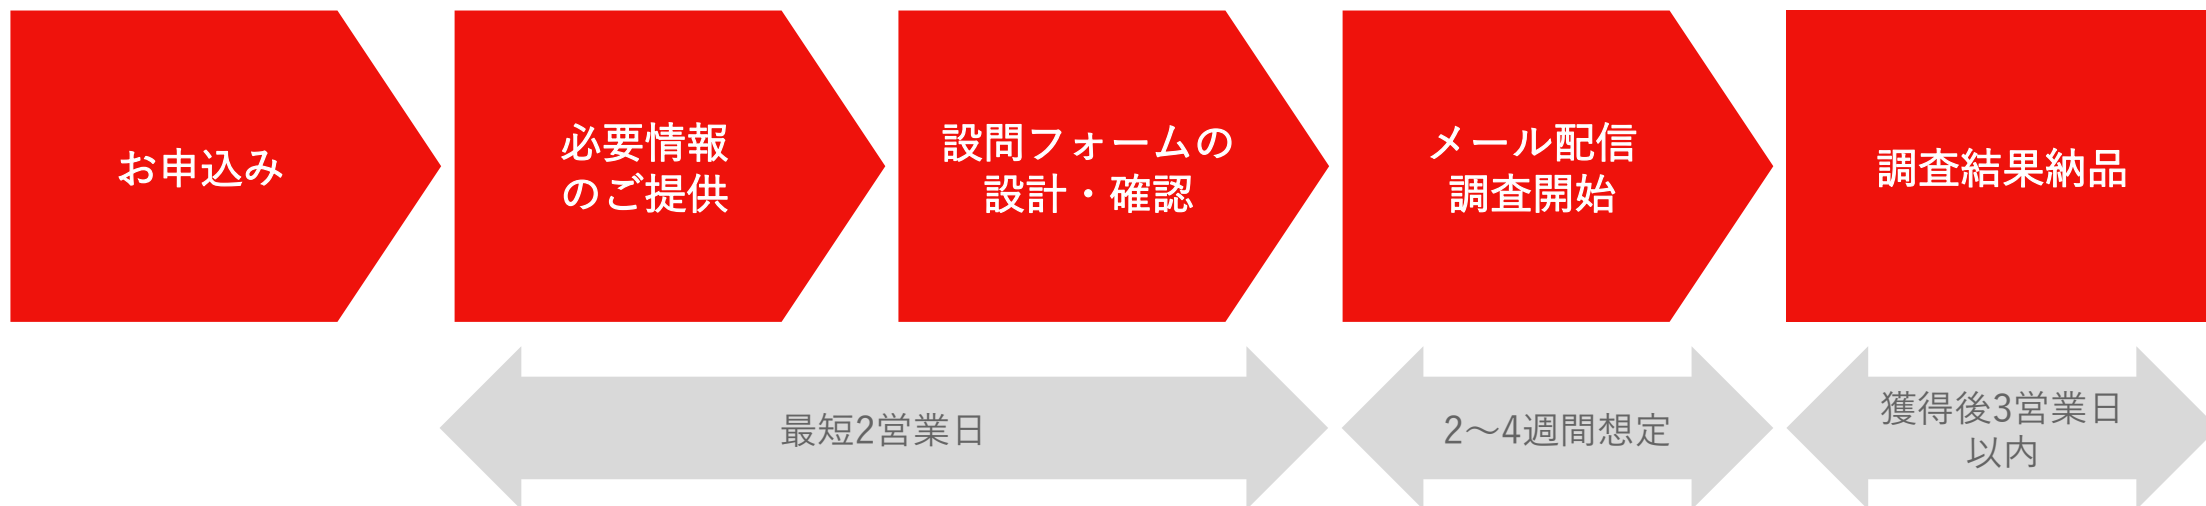 お申込み
必要情報
のご提供
設問フォームの
設計・確認
メール配信
調査開始
調査結果納品
最短2営業日
2～4週間想定
獲得後3営業日
以内